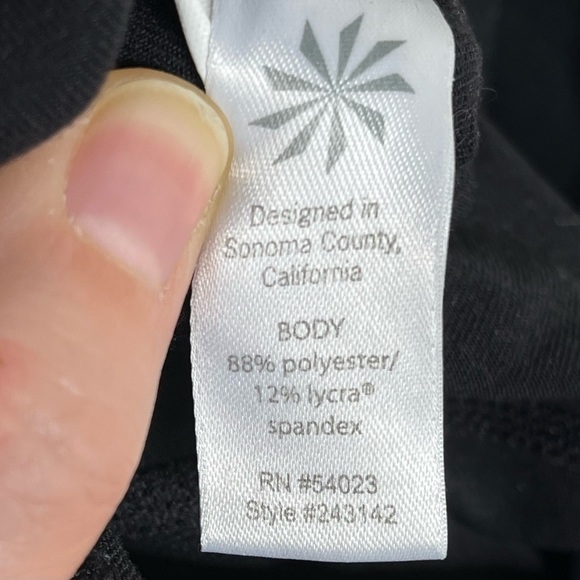 Designed in
Sonoma County,
California
BODY
88% polyester/
12% lycra®
spandex
RN #54023
Style #243142